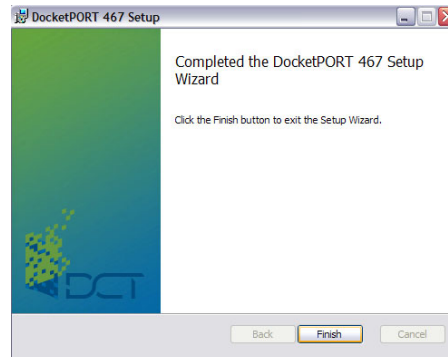 DocketPORT 467 Setup
Completed the DocketPORT 467 Setup
Wizard
Click the Finish button to exit the Setup Wizard.
DCT
Back
Finish
Cancel